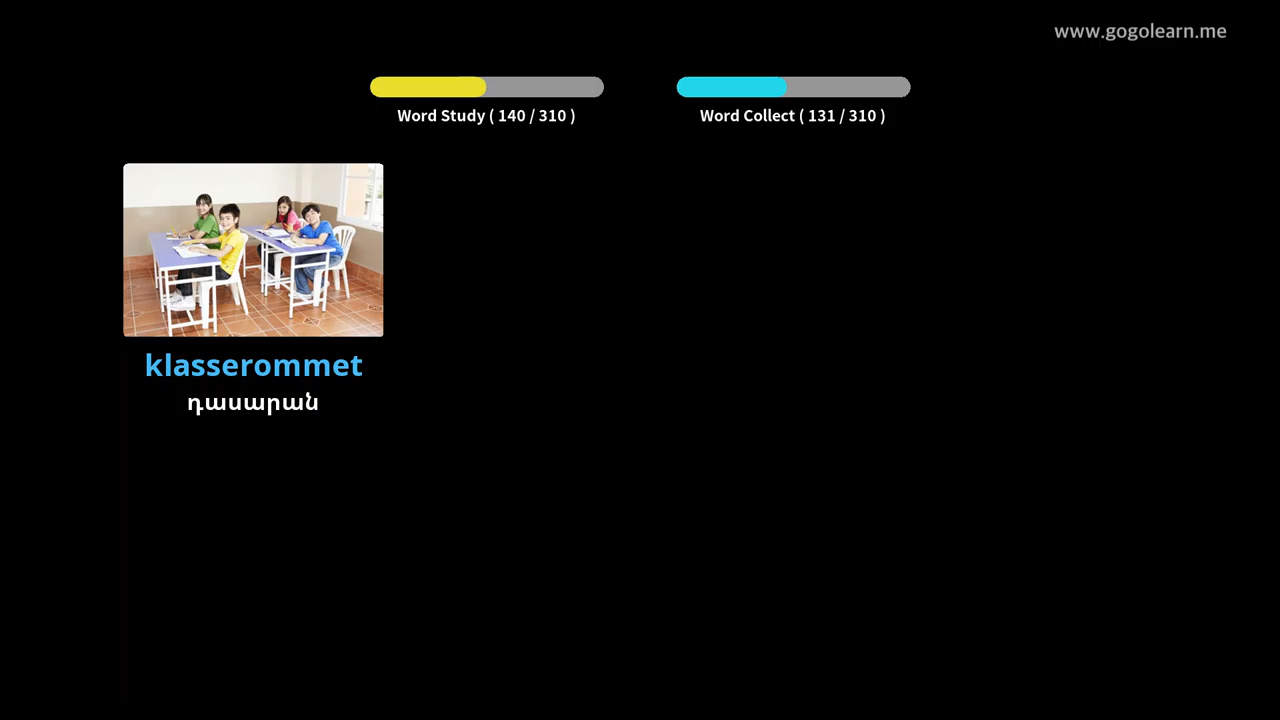 www.gogolearn.me
Word Study ( 140 / 310 )
Word Collect ( 131 / 310 )
klasserommet
դասարան